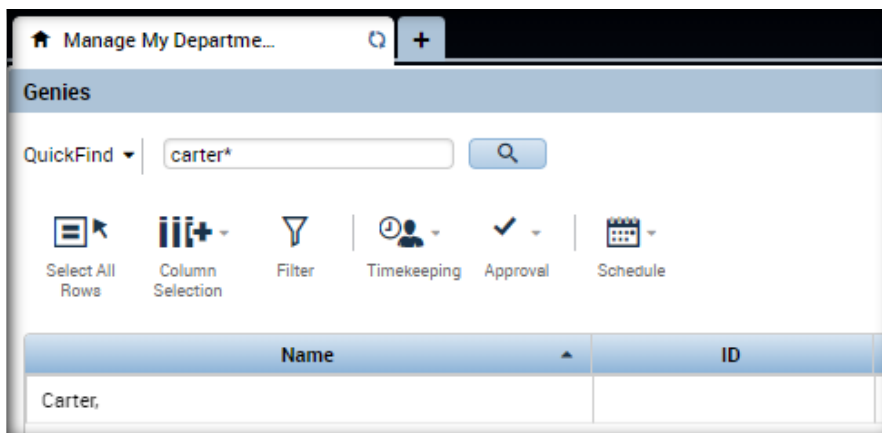 Manage My Departme...
+
Genies
QuickFind
carter*
Select All Rows
Column Selection
Filter
Timekeeping
Approval
Schedule
Name
ID
Carter,